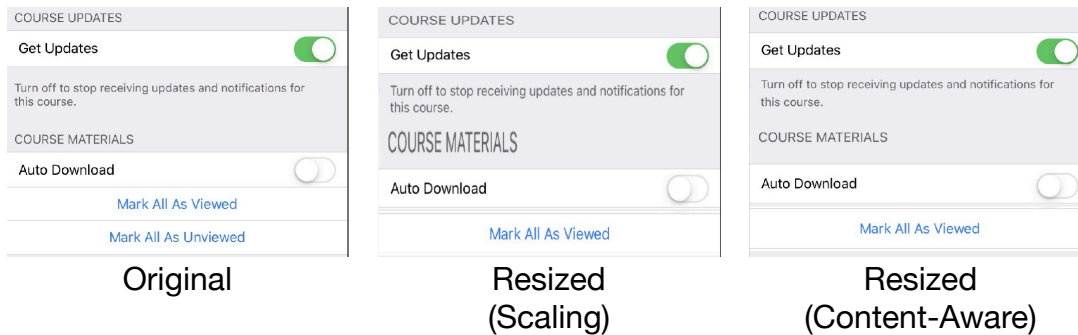 COURSE UPDATES
Get Updates
Turn off to stop receiving updates and notifications for
this course.
COURSE MATERIALS
Auto Download
Mark All As Viewed
Mark All As Unviewed
Original
COURSE UPDATES
Get Updates
Turn off to stop receiving updates and notifications for
this course.
COURSE MATERIALS
Auto Download
Mark All As Viewed
Resized
(Scaling)
COURSE UPDATES
Get Updates
Turn off to stop receiving updates and notifications for
this course.
COURSE MATERIALS
Auto Download
Mark All As Viewed
Resized
(Content-Aware)